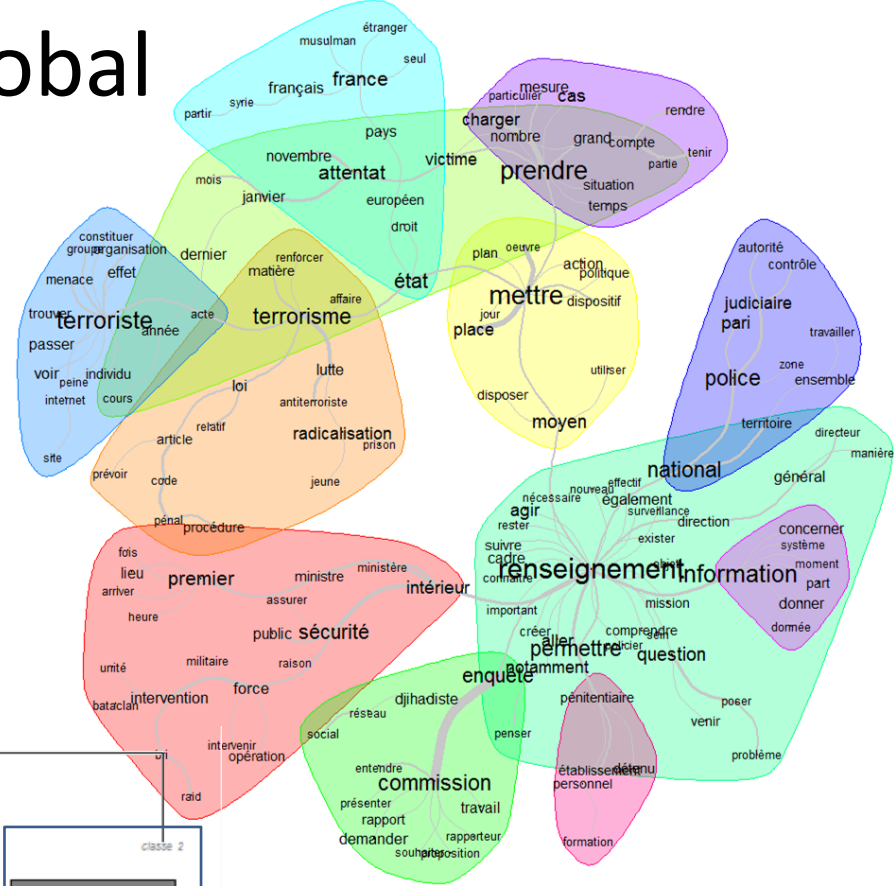 obal
étranger
musulman
seul
france
français
syrie
partir
pays
novembre
attentat
victime
mois
janvier
européen
droit
dernier
état
mesure
particulier
cas
rendre
charger
nombre
grand
compte
tenir
partie
prendre
situation
temps
constituer
groupe
organisation
menace
effet
trouver
terroriste
année
acte
passer
voir
peine
individu
internet
cours
site
renforcer
matière
affaire
terrorisme
lutte
loi
antiterroriste
relatif
radicalisation
article
prison
prévoir
code
jeune
pénal
procédure
plan
oeuvre
action
politique
mettre
dispositif
jour
place
utiliser
disposer
moyen
autorité
contrôle
judiciaire
pari
travailler
zone
police
ensemble
territoire
national
directeur
manière
général
effectif
nouveau
nécessaire
également
surveillance
agir
rester
direction
exister
suivre
cadre
objet
renseignement
information
connaître
important
mission
créer
comprendre
sein
aller
policier
permettre
question
notamment
enquête
poser
venir
problème
penser
concerner
système
moment
part
donner
donnée
fois
lieu
premier
ministre
ministère
intérieur
arriver
assurer
heure
public
sécurité
unité
militaire
raison
bataclan
intervention
force
bri
intervenir
opération
raid
djihadiste
réseau
social
entendre
commission
présenter
travail
rapport
demander
rapporteur
souhaiter
proposition
pénitentiaire
établissement
détenu
personnel
formation
classe 2